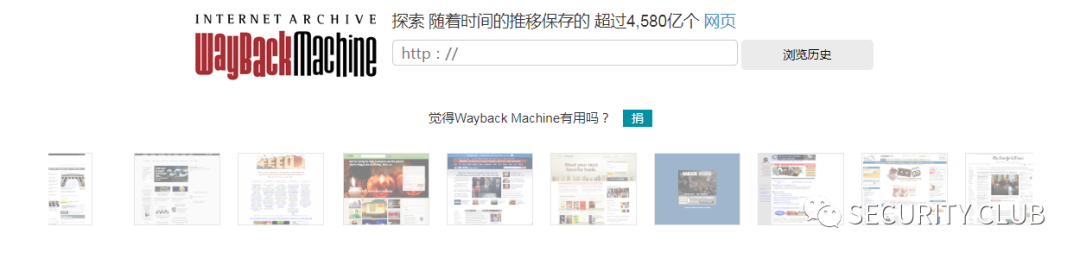 INTERNET ARCHIVE
WayBackMachine
探索 随着时间的推移保存的 超过4,580亿个 网页
http : //
浏览历史
觉得Wayback Machine有用吗？
捐
SECURITY CLUB